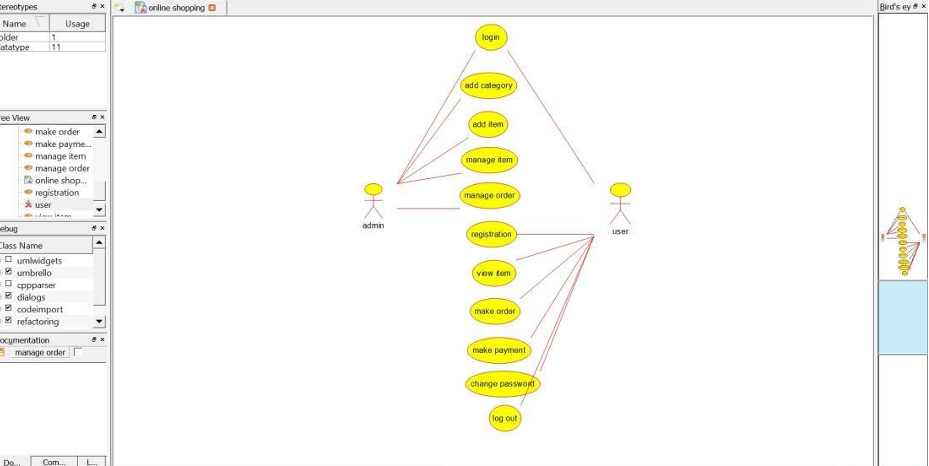 tereotypes
Name
Usage
older
1
atatype
11
ree View
make order
make payme...
manage item
manage order
online shop...
registration
user
view item
ebug
Class Name
umlwidgets
umbrello
cppparser
dialogs
codeimport
refactoring
ocumentation
manage order
Do...
Com...
L...
online shopping
login
add category
add item
manage item
manage order
admin
registration
user
view item
make order
make payment
change password
log out
Bird's ey